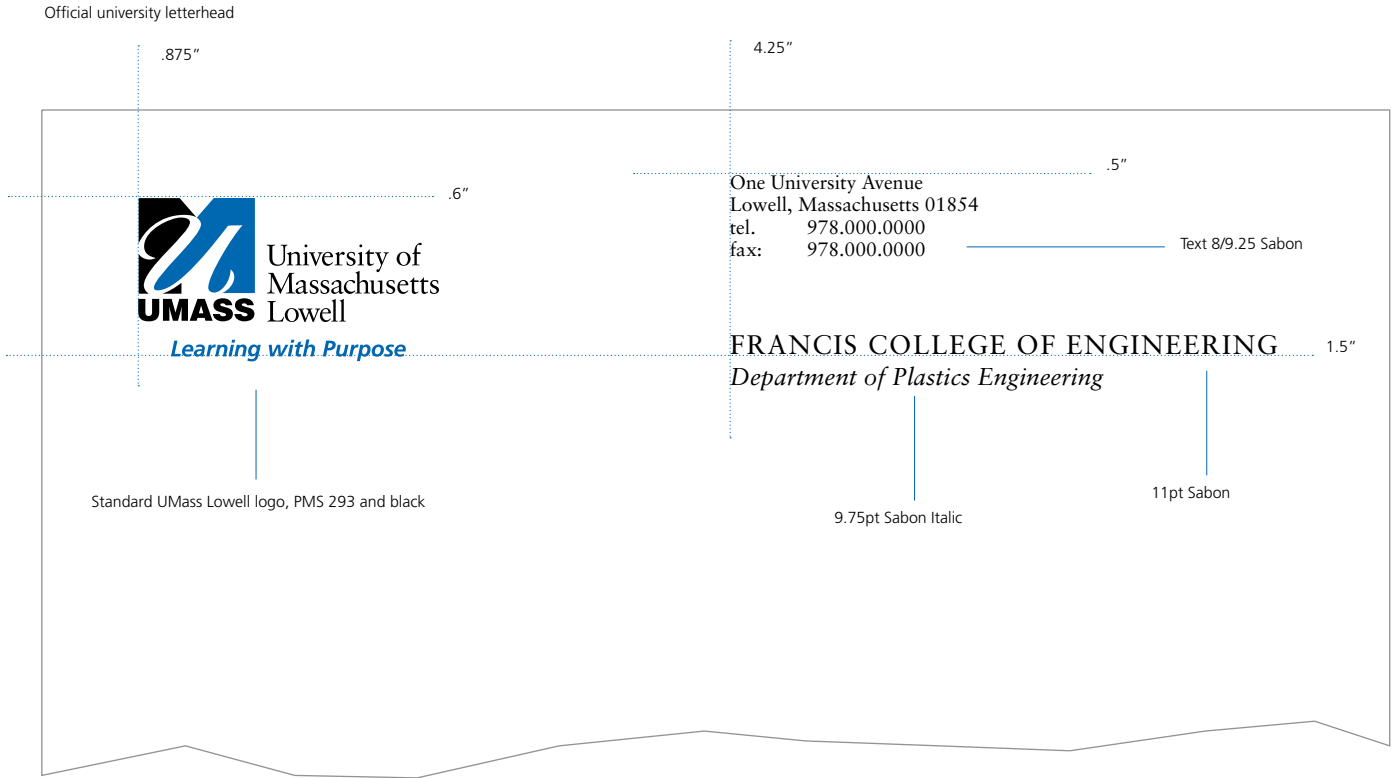 Official university letterhead
.875”
4.25”
.5”
.6”
One University Avenue
Lowell, Massachusetts 01854
tel. 978.000.0000
fax: 978.000.0000
Text 8/9.25 Sabon
UMASS
University of
Massachusetts
Lowell
Learning with Purpose
FRANCIS COLLEGE OF ENGINEERING
1.5”
Department of Plastics Engineering
Standard UMass Lowell logo, PMS 293 and black
9.75pt Sabon Italic
11pt Sabon